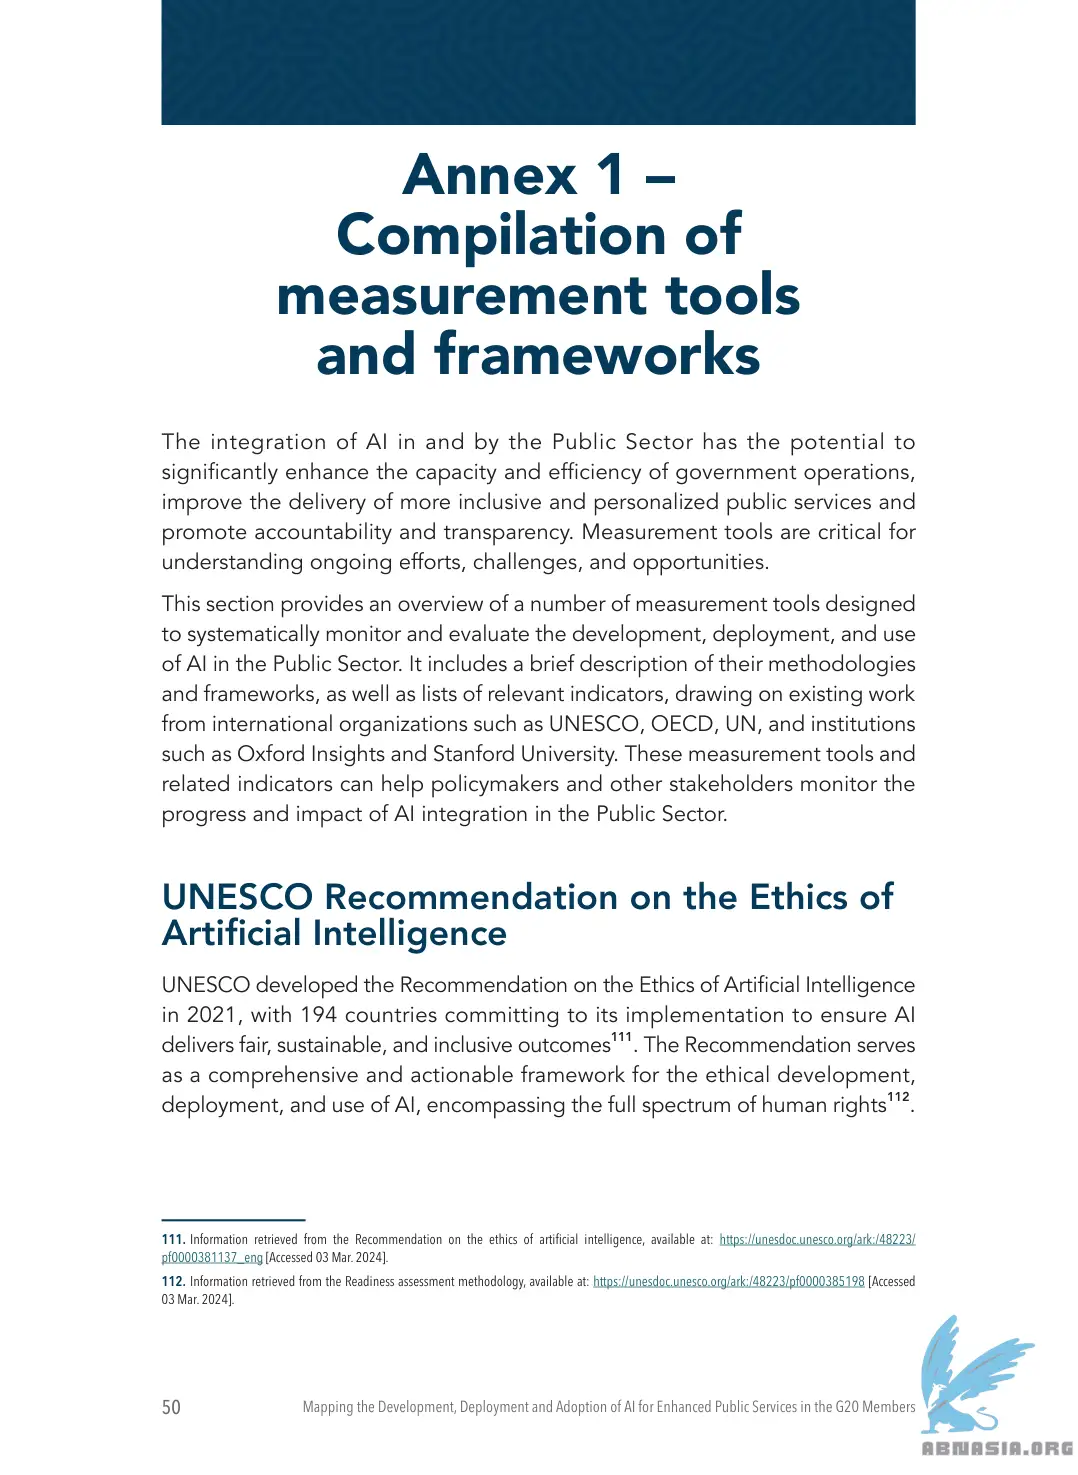 Annex 1 –
Compilation of
measurement tools
and frameworks
The integration of AI in and by the Public Sector has the potential to
significantly enhance the capacity and efficiency of government operations,
improve the delivery of more inclusive and personalized public services and
promote accountability and transparency. Measurement tools are critical for
understanding ongoing efforts, challenges, and opportunities.
This section provides an overview of a number of measurement tools designed
to systematically monitor and evaluate the development, deployment, and use
of AI in the Public Sector. It includes a brief description of their methodologies
and frameworks, as well as lists of relevant indicators, drawing on existing work
from international organizations such as UNESCO, OECD, UN, and institutions
such as Oxford Insights and Stanford University. These measurement tools and
related indicators can help policymakers and other stakeholders monitor the
progress and impact of AI integration in the Public Sector.
UNESCO Recommendation on the Ethics of
Artificial Intelligence
UNESCO developed the Recommendation on the Ethics of Artificial Intelligence
in 2021, with 194 countries committing to its implementation to ensure AI
delivers fair, sustainable, and inclusive outcomes111. The Recommendation serves
as a comprehensive and actionable framework for the ethical development,
deployment, and use of AI, encompassing the full spectrum of human rights112.
111. Information retrieved from the Recommendation on the ethics of artificial intelligence, available at: https://unesdoc.unesco.org/ark:/48223/
pf0000381137_eng [Accessed 03 Mar. 2024].
112. Information retrieved from the Readiness assessment methodology, available at: https://unesdoc.unesco.org/ark:/48223/pf0000385198 [Accessed
03 Mar. 2024].
50
Mapping the Development, Deployment and Adoption of AI for Enhanced Public Services in the G20 Members
ABNASIA.ORG